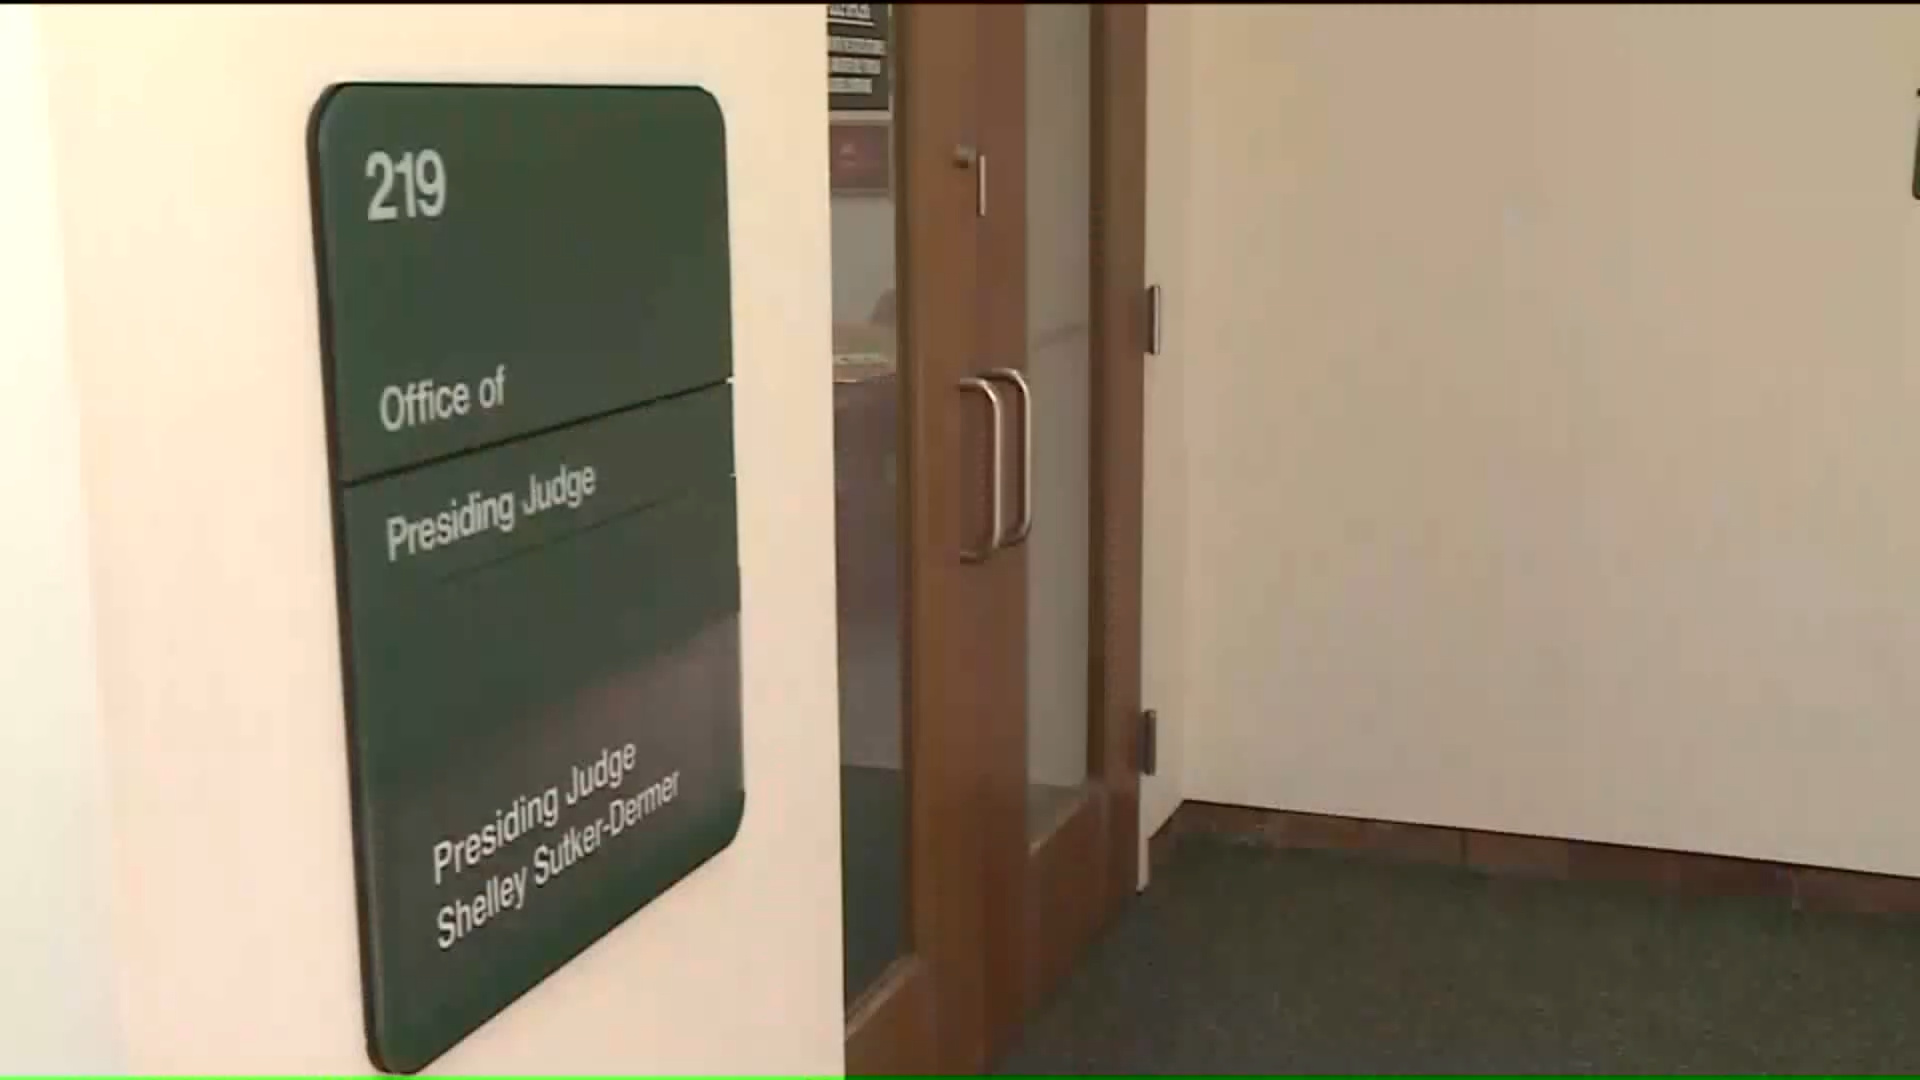 219
Office of
Presiding Judge
Presiding Judge
Shelley Sutker-Dermer